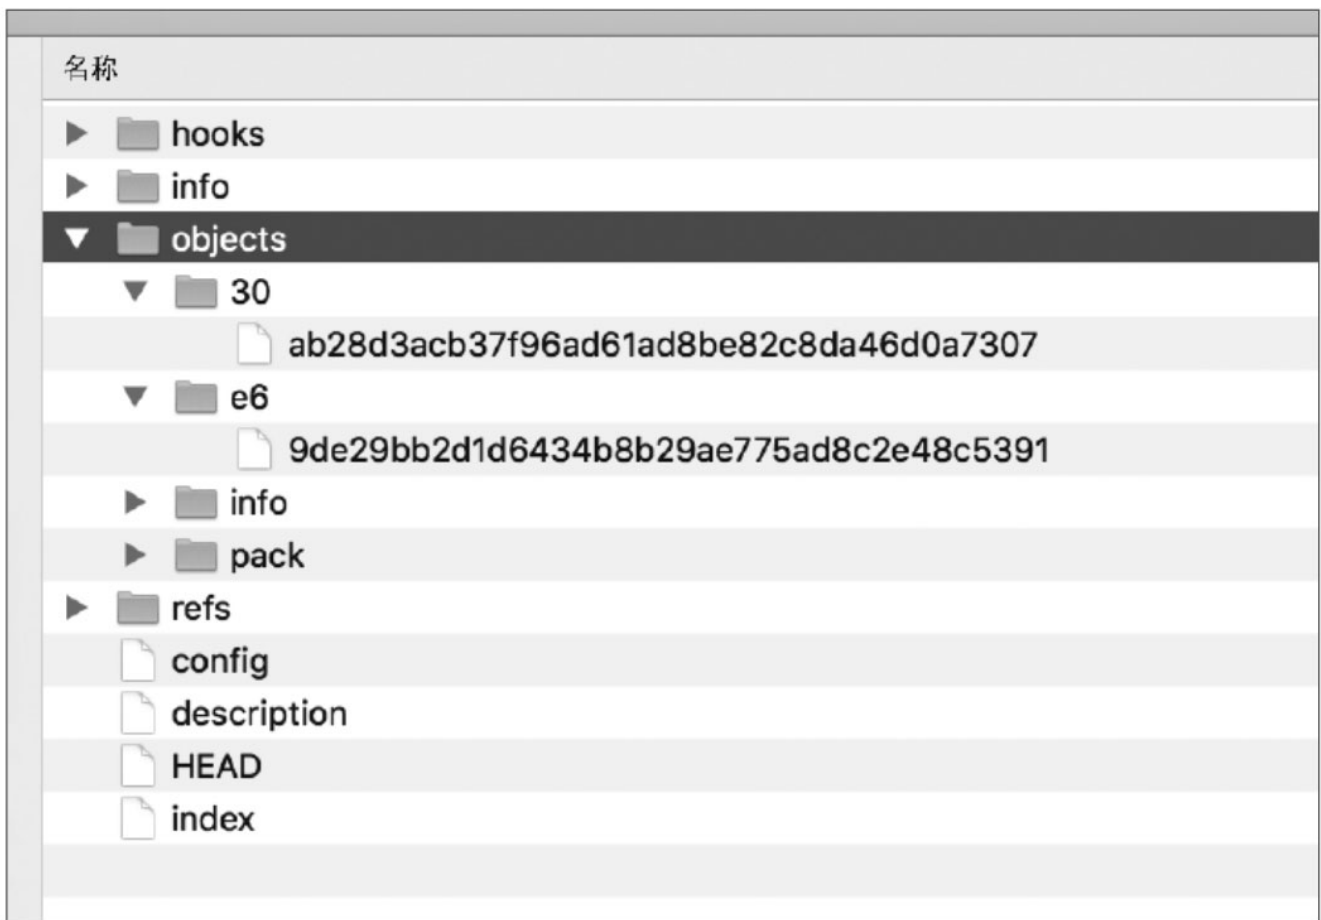 名称
hooks
info
objects
30
ab28d3acb37f96ad61ad8be82c8da46d0a7307
e6
9de29bb2d1d6434b8b29ae775ad8c2e48c5391
info
pack
refs
config
description
HEAD
index